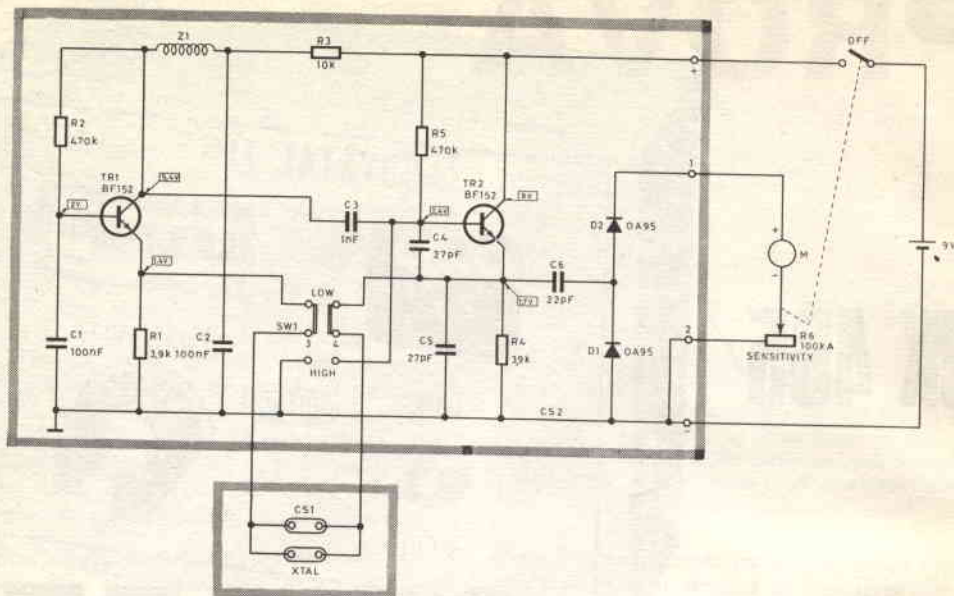 OFF
Z1
R3
10k
+
R2
470k
R5
470k
1
TR1
BF152
TR2
BF152
2V
C3
1nF
C4
27pF
D2
OA95
+
M
-
9V
C6
22pF
LOW
SW1
3
4
HIGH
C1
100nF
R1
3,9k
C2
100nF
C5
27pF
R4
3,9k
D1
OA95
2
R6
100kA
SENSITIVITY
CS2
-
CS1
XTAL